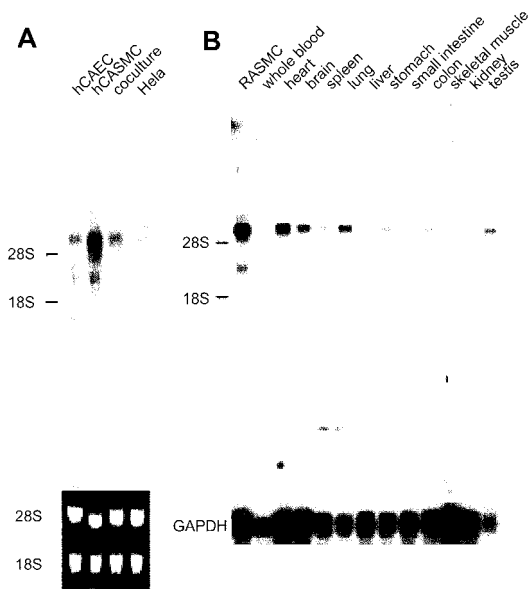 A
B
hCAEC
hCASMC
coculture
Hela
RASMC
whole blood
heart
brain
spleen
lung
liver
stomach
small intestine
colon
skeletal muscle
kidney
testis
28S
18S
28S
18S
28S
18S
GAPDH